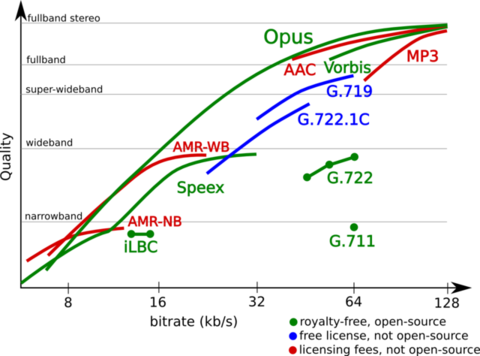 fullband stereo
Opus
fullband
AAC
Vorbis
MP3
super-wideband
G.719
G.722.1C
Quality
wideband
AMR-WB
Speex
G.722
narrowband
AMR-NB
iLBC
G.711
8 16 32 64 128
bitrate (kb/s)
royalty-free, open-source
free license, not open-source
licensing fees, not open-source